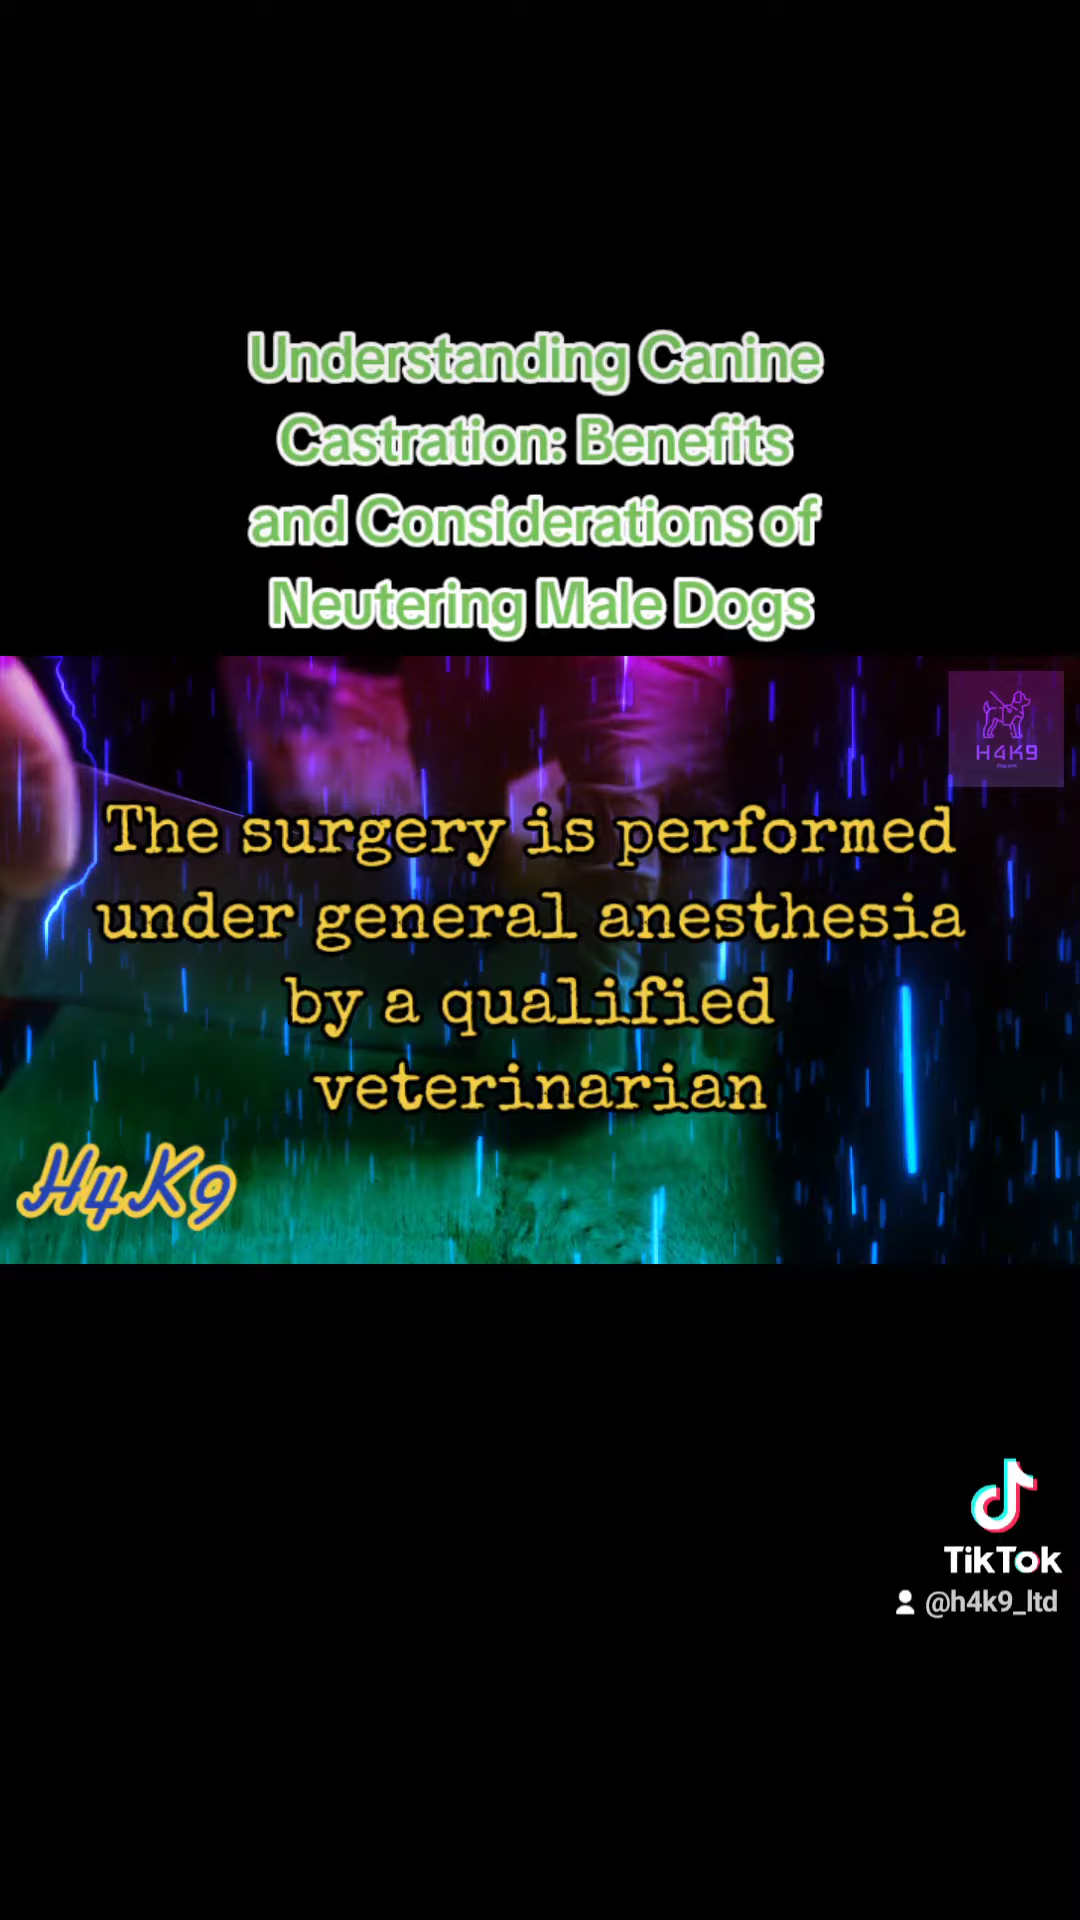 Understanding Canine
Castration: Benefits
and Considerations of
Neutering Male Dogs
H4K9
The surgery is performed
under general anesthesia
by a qualified
veterinarian
H4K9
TikTok
@h4k9_ltd